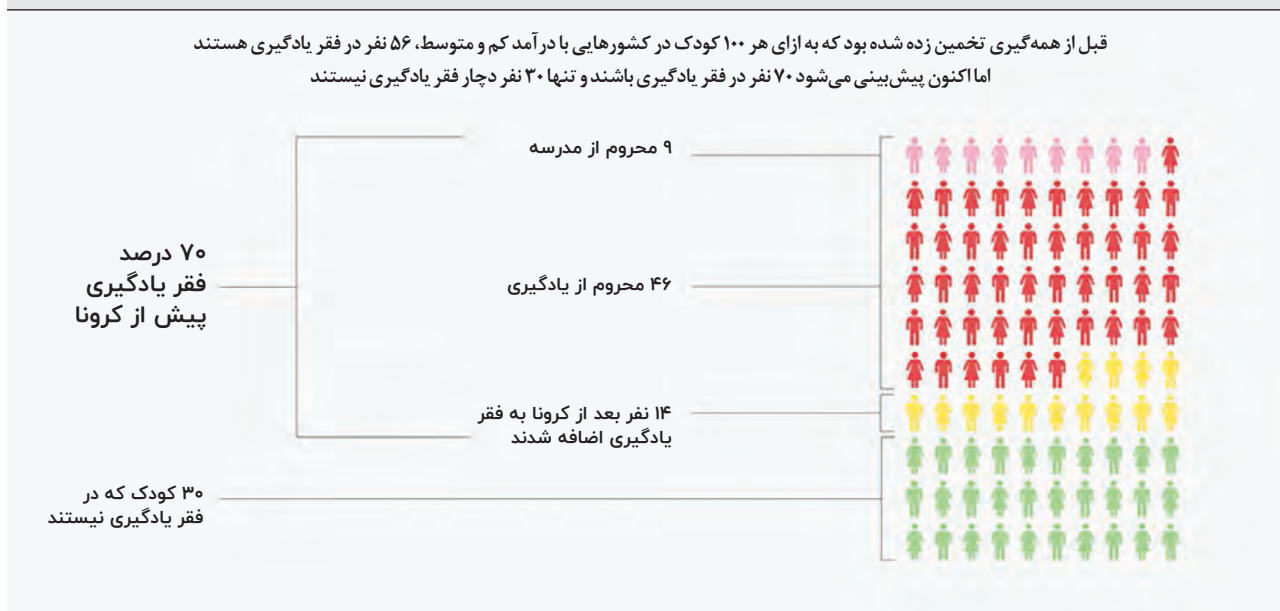 قبل از همه‌گیری تخمین زده شده بود که به ازای هر ۱۰۰ کودک در کشورهایی با درآمد کم و متوسط، ۵۶ نفر در فقر یادگیری هستند
اما اکنون پیش‌بینی می‌شود ۷۰ نفر در فقر یادگیری باشند و تنها ۳۰ نفر دچار فقر یادگیری نیستند
۹ محروم از مدرسه
۴۶ محروم از یادگیری
۱۴ نفر بعد از کرونا به فقر
یادگیری اضافه شدند
۷۰ درصد
فقر یادگیری
پیش از کرونا
۳۰ کودک که در
فقر یادگیری نیستند